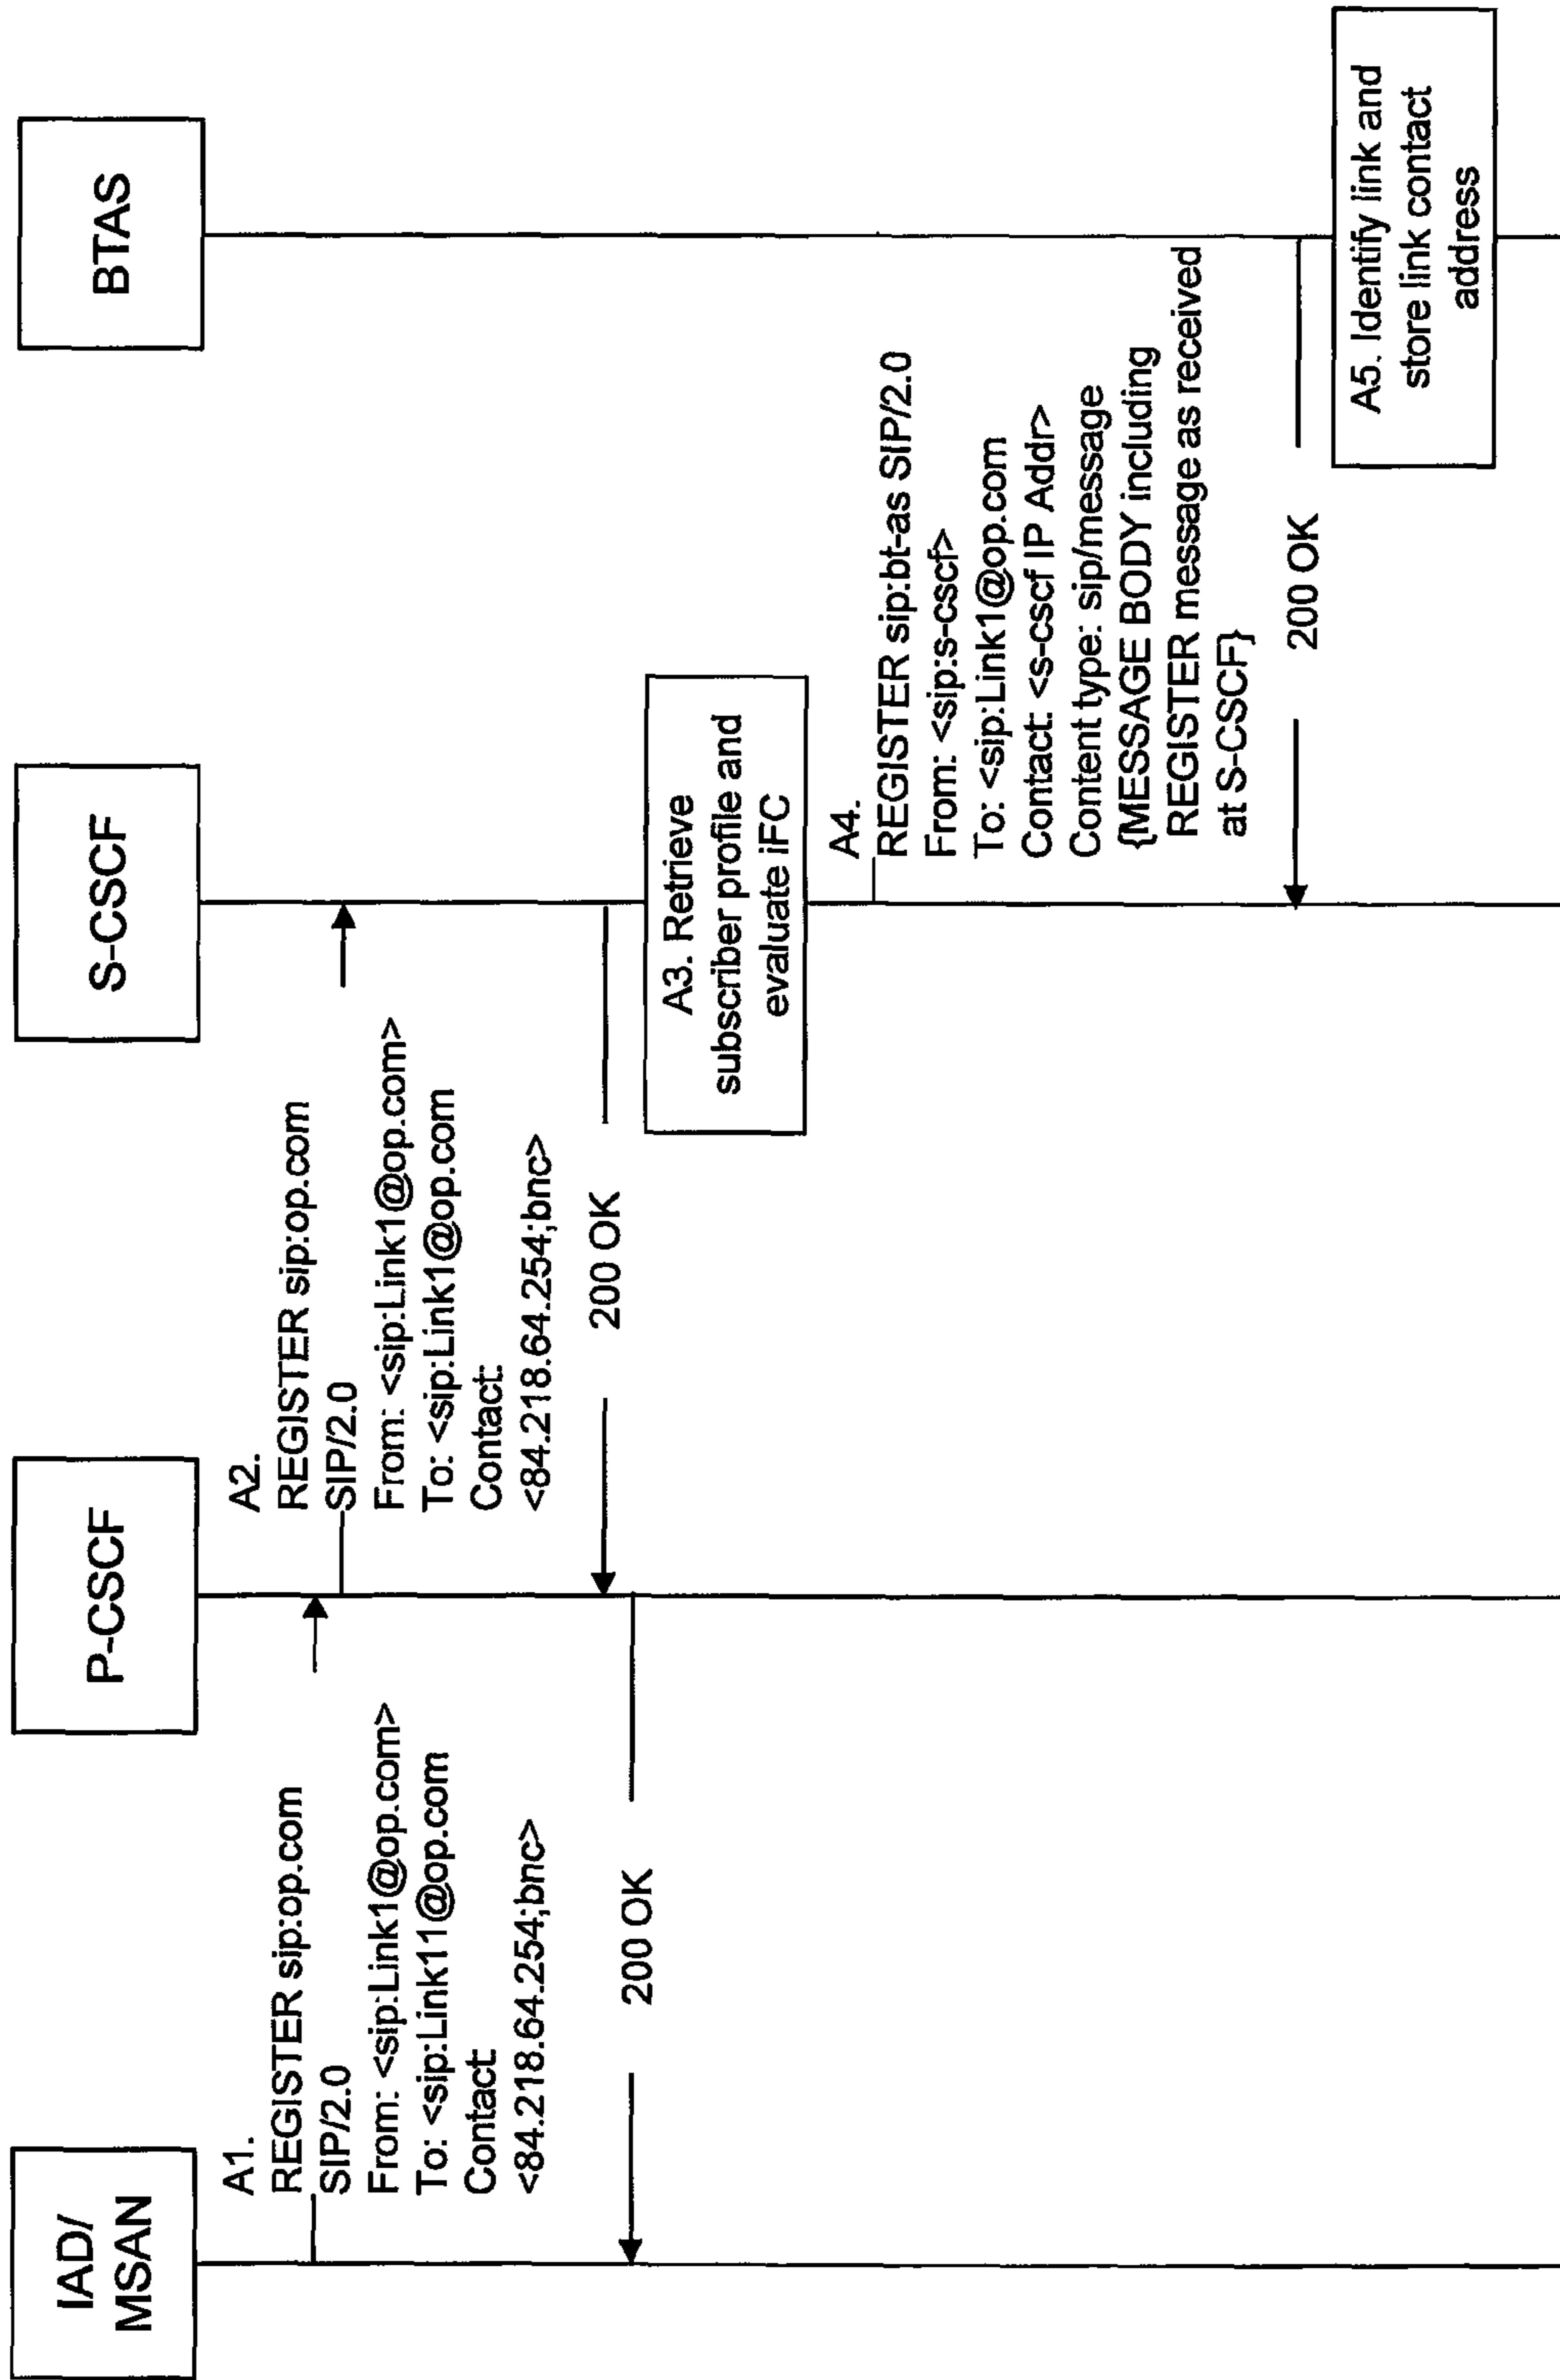 IAD/
MSAN
P-CSCF
S-CSCF
BTAS
A1.
REGISTER sip:op.com
SIP/2.0
From: <sip:Link1@op.com>
To: <sip:Link11@op.com
Contact:
<84.218.64.254;bnc>
A2.
REGISTER sip:op.com
SIP/2.0
From: <sip:Link1@op.com>
To: <sip:Link1@op.com
Contact:
<84.218.64.254;bnc>
200 OK
200 OK
A3. Retrieve
subscriber profile and
evaluate iFC
A4.
REGISTER sip:bt-as SIP/2.0
From: <sip:s-cscf>
To: <sip:Link1@op.com
Contact: <s-cscf IP Addr>
Content type: sip/message
{MESSAGE BODY including
REGISTER message as received
at S-CSCF}
200 OK
A5. Identify link and
store link contact
address